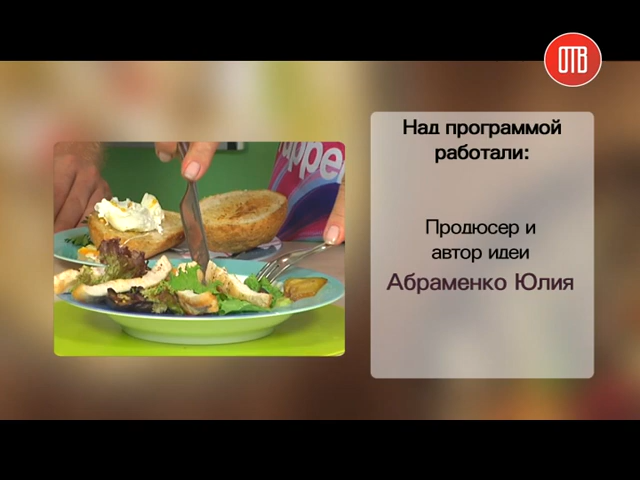 ОТВ
Над программой
работали:
Продюсер и
автор идеи
Абраменко Юлия